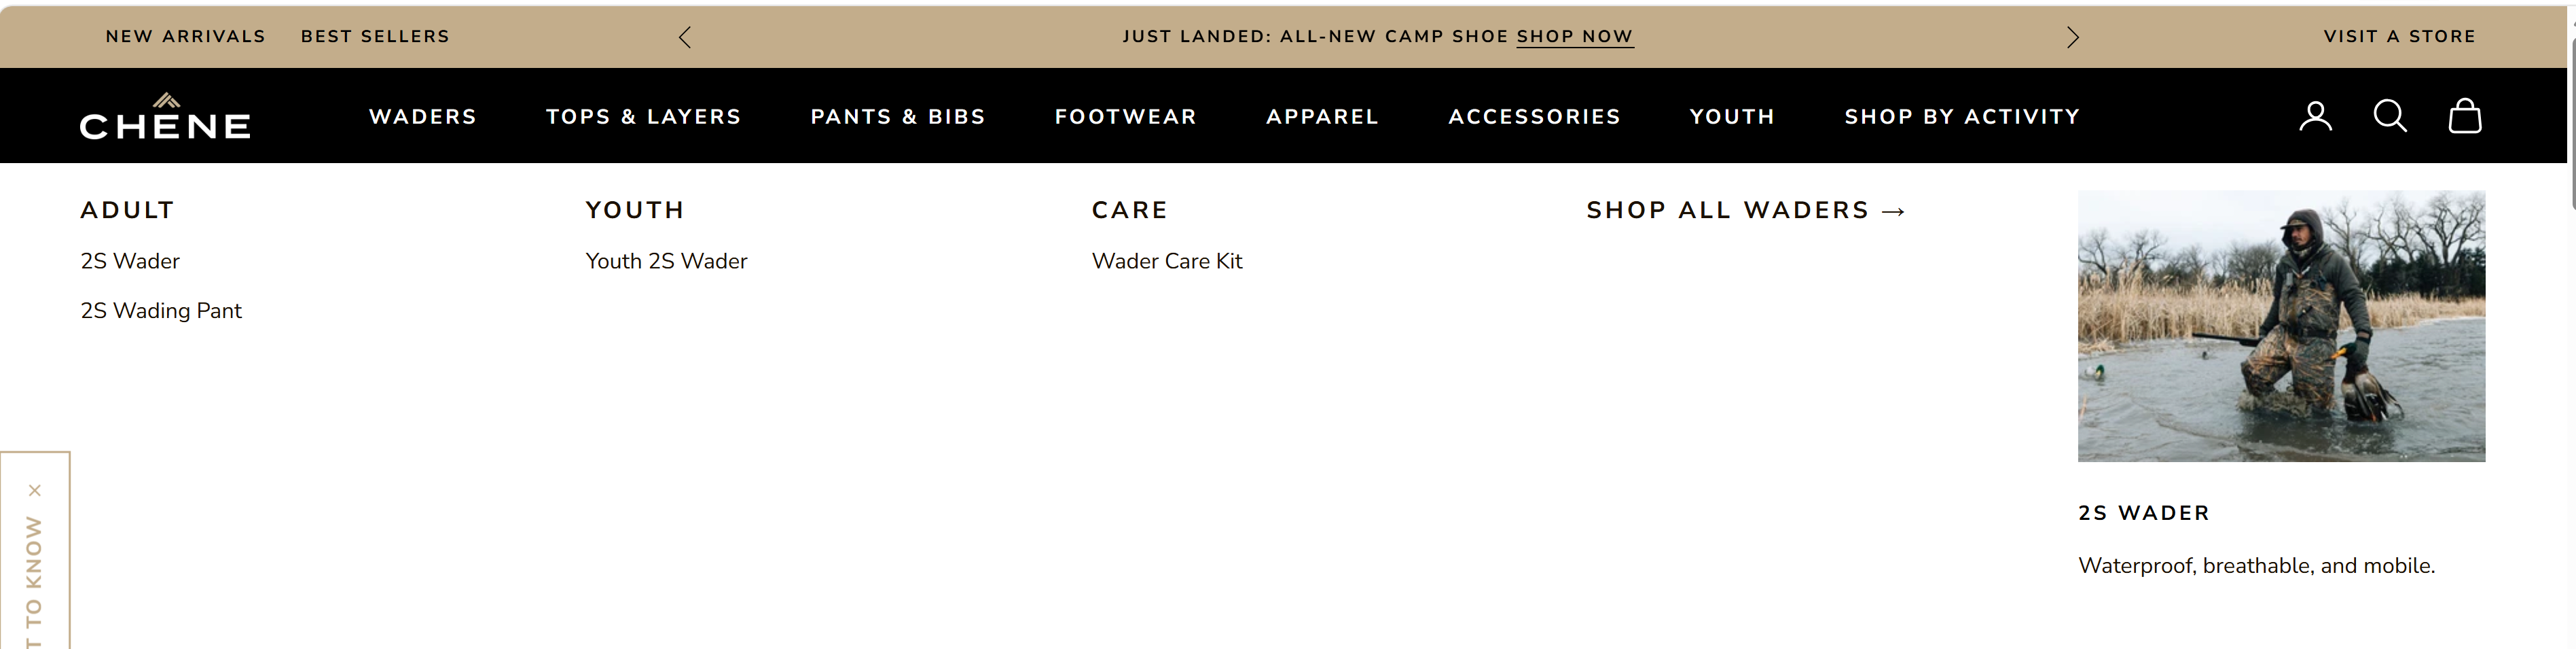 NEW ARRIVALS BEST SELLERS JUST LANDED: ALL-NEW CAMP SHOE SHOP NOW VISIT A STORE
CHENE WADERS TOPS & LAYERS PANTS & BIBS FOOTWEAR APPAREL ACCESSORIES YOUTH SHOP BY ACTIVITY
ADULT
2S Wader
2S Wading Pant
YOUTH
Youth 2S Wader
CARE
Wader Care Kit
SHOP ALL WADERS →
2S WADER
Waterproof, breathable, and mobile.
T TO KNOW ×